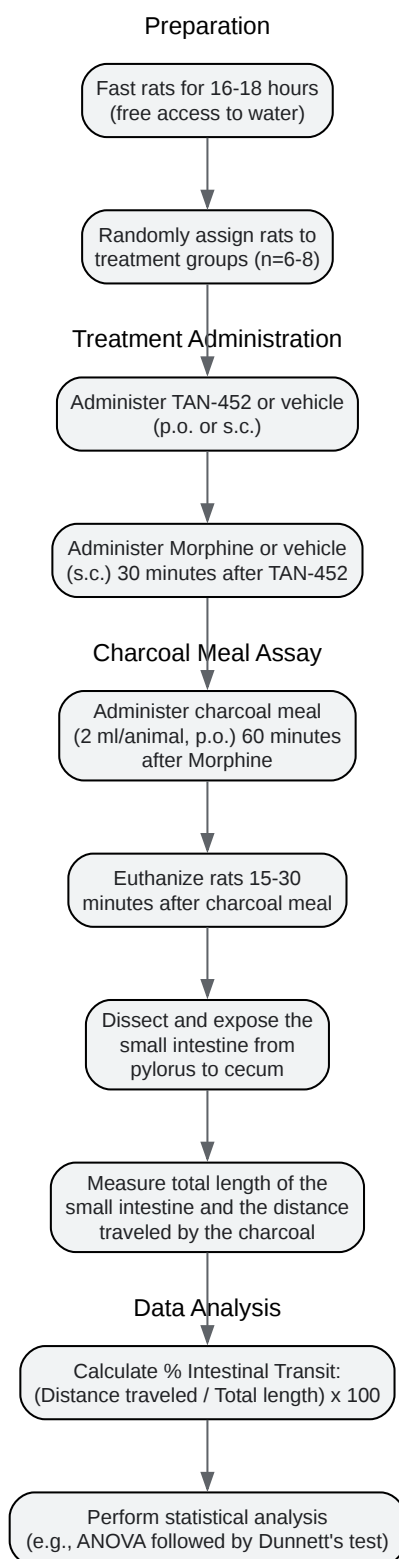 Preparation
Fast rats for 16-18 hours
(free access to water)
Randomly assign rats to
treatment groups (n=6-8)
Treatment Administration
Administer TAN-452 or vehicle
(p.o. or s.c.)
Administer Morphine or vehicle
(s.c.) 30 minutes after TAN-452
Charcoal Meal Assay
Administer charcoal meal
(2 ml/animal, p.o.) 60 minutes
after Morphine
Euthanize rats 15-30
minutes after charcoal meal
Dissect and expose the
small intestine from
pylorus to cecum
Measure total length of the
small intestine and the distance
traveled by the charcoal
Data Analysis
Calculate % Intestinal Transit:
(Distance traveled / Total length) x 100
Perform statistical analysis
(e.g., ANOVA followed by Dunnett's test)